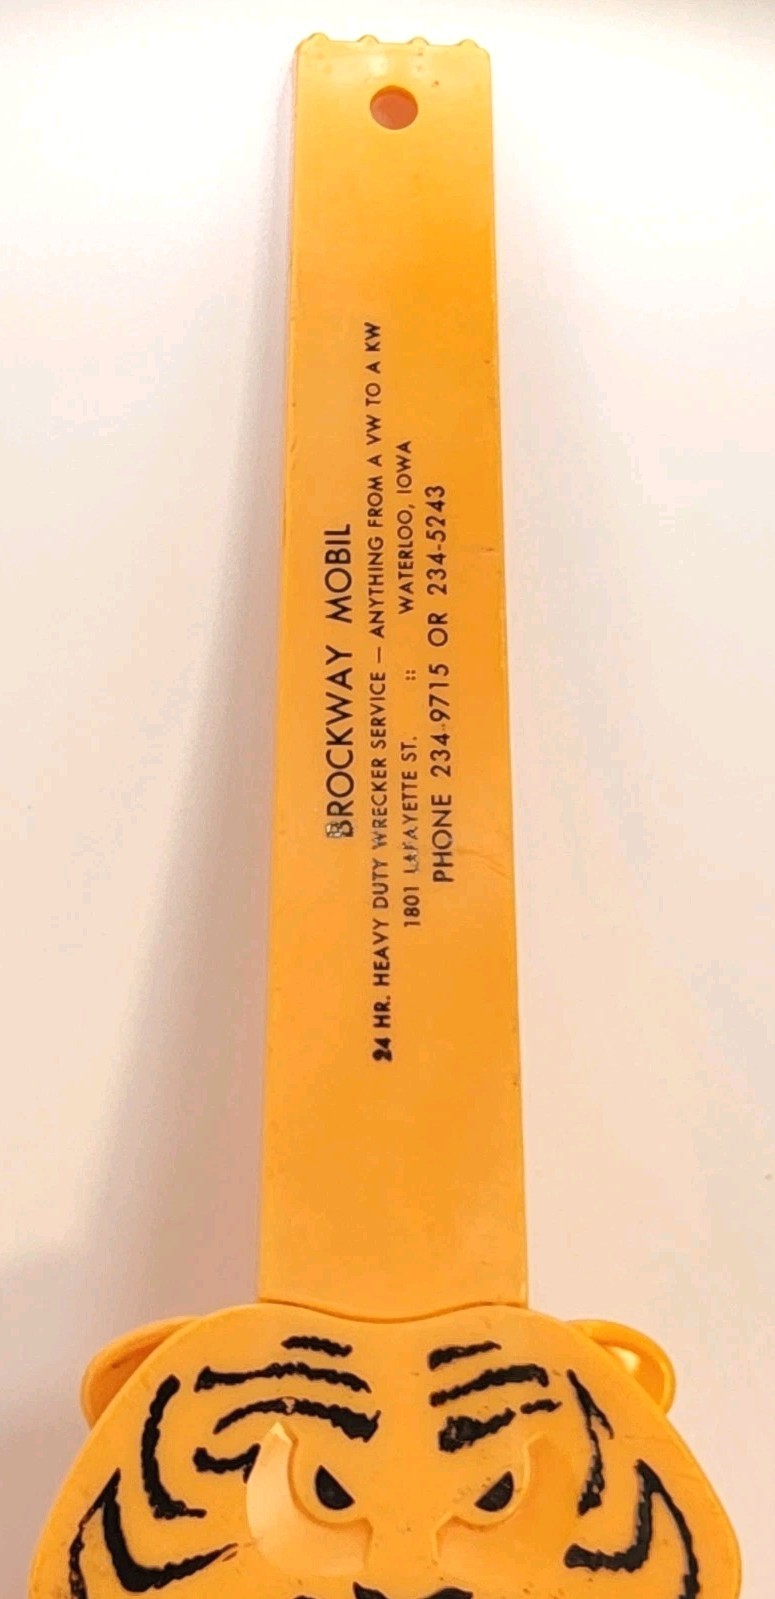 BROCKWAY MOBIL
24 HR. HEAVY DUTY WRECKER SERVICE — ANYTHING FROM A VW TO A KW
1801 LAFAYETTE ST. :: WATERLOO, IOWA
PHONE 234-9715 OR 234-5243